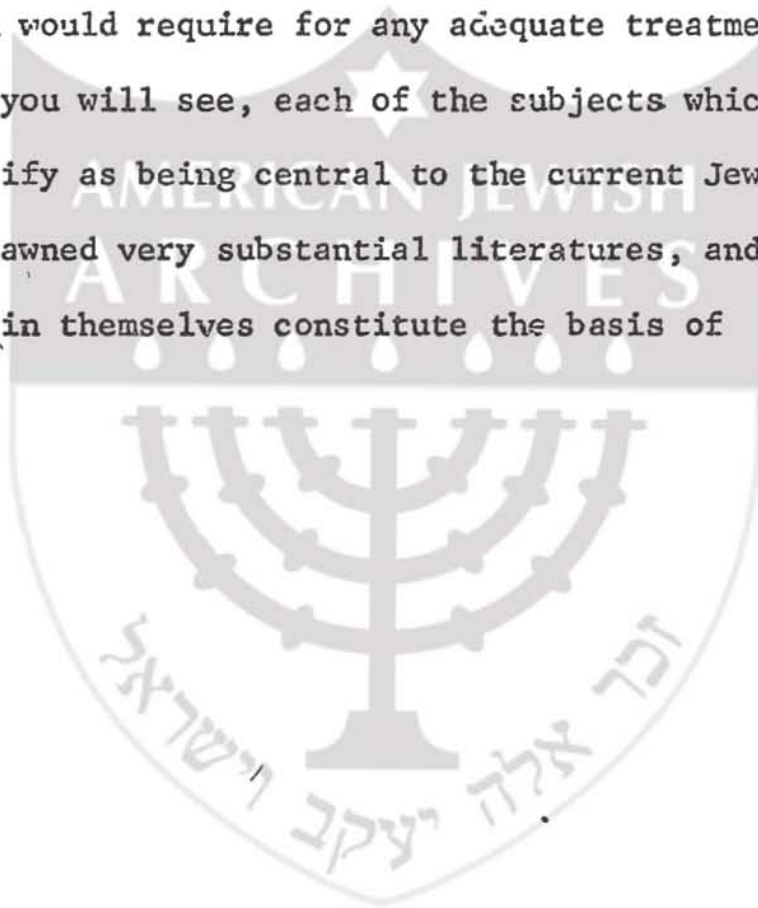 would require for any adequate treatme
you will see, each of the subjects whic
ify as being central to the current Jew
AMERICAN JEWISH
awned very substantial literatures, and
ARCHIVES
in themselves constitute the basis of
זכר אלה יעקב וישראל